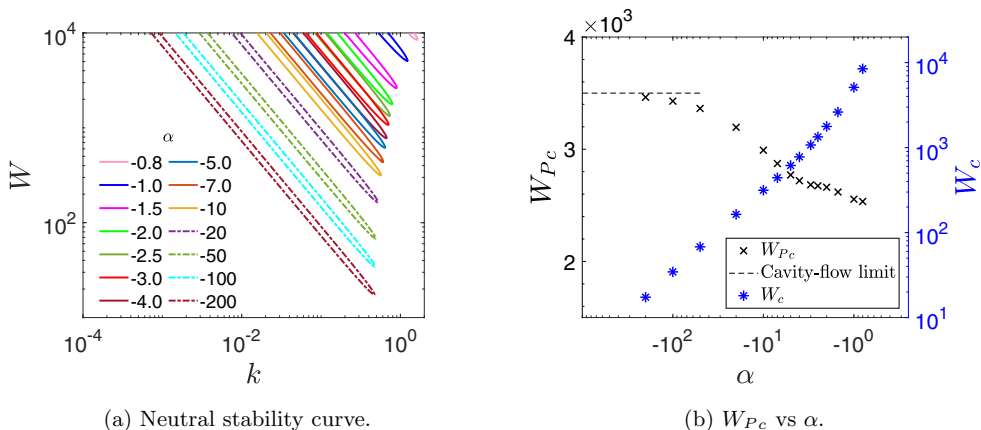 10^4
10^2
W
α
-0.8 -5.0
-1.0 -7.0
-1.5 -10
-2.0 -20
-2.5 -50
-3.0 -100
-4.0 -200
10^-4 10^-2 10^0
k
(a) Neutral stability curve.
×10^3
4
3
2
W_Pc
10^4
10^3
10^2
10^1
W_c
W_Pc
Cavity-flow limit
W_c
-10^2 -10^1 -10^0
α
(b) W_Pc vs α.